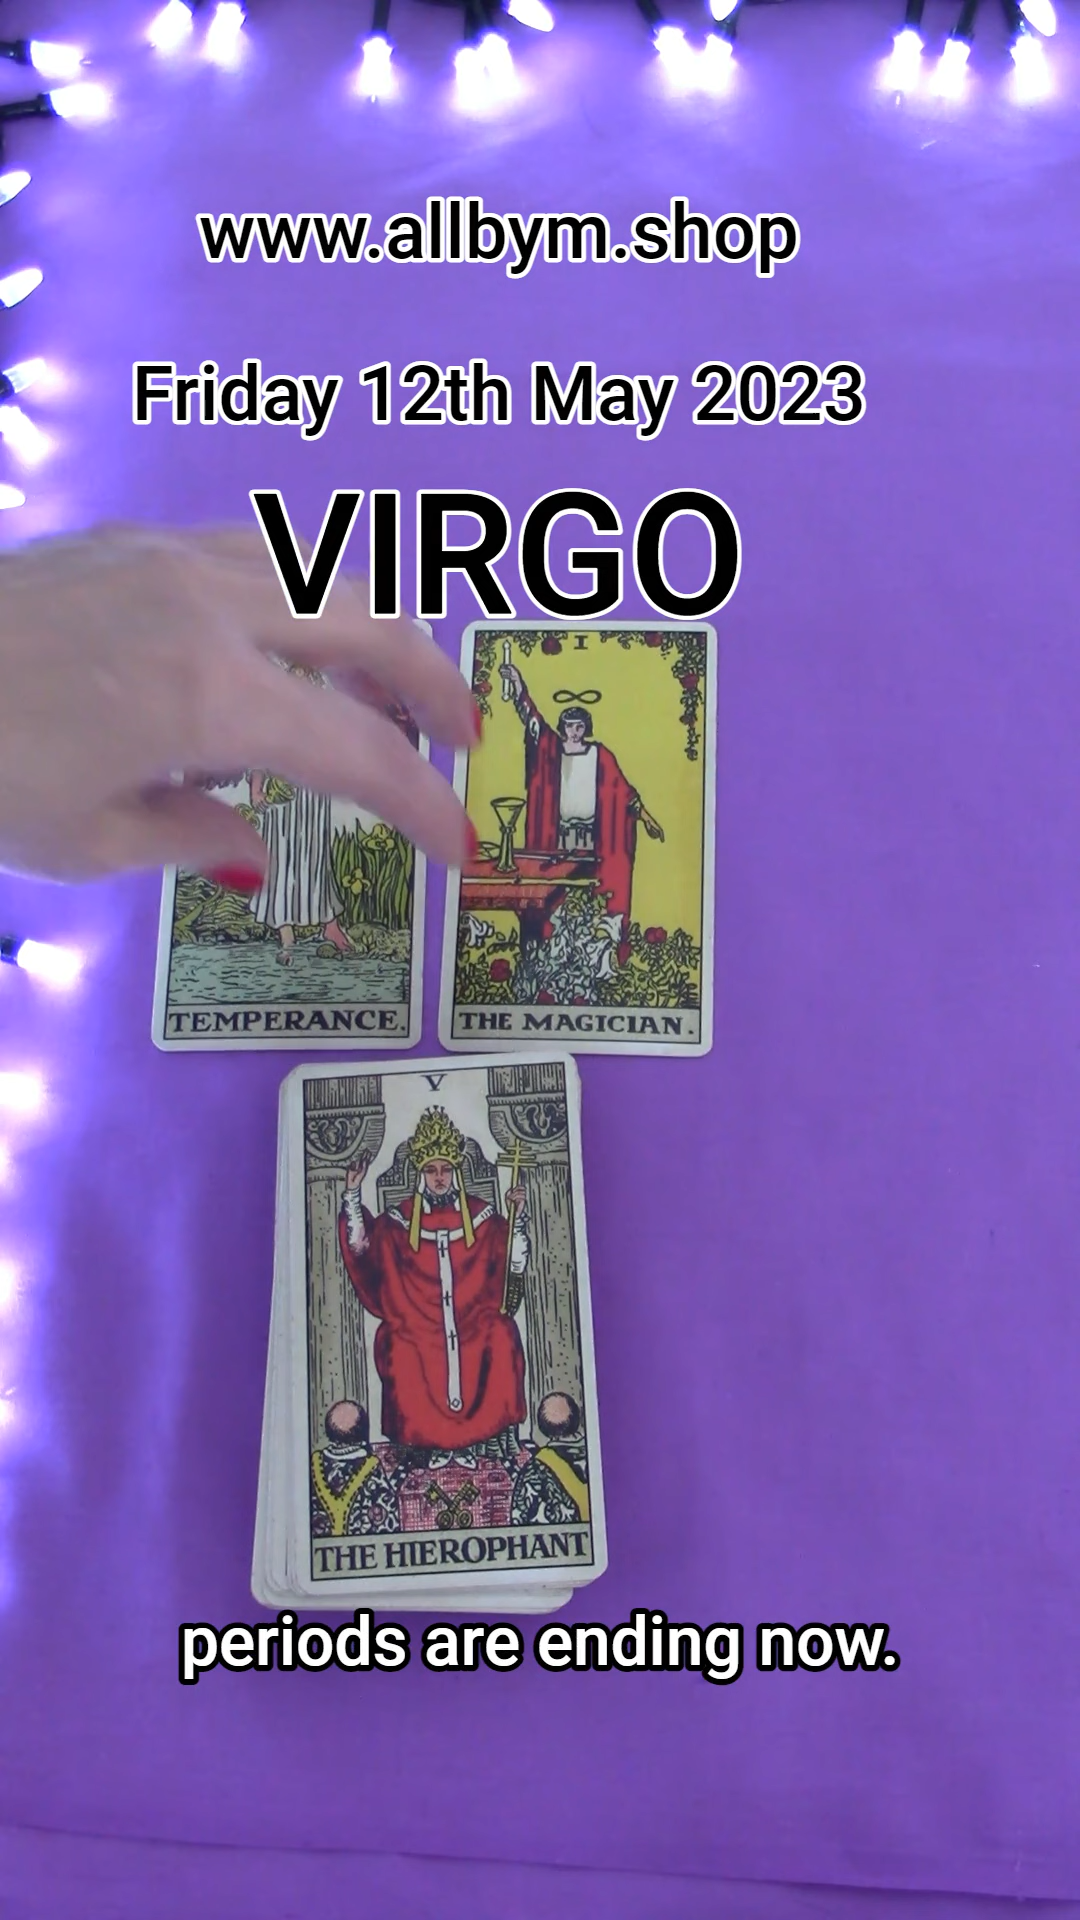 www.allbym.shop
Friday 12th May 2023
VIRGO
I
TEMPERANCE.
THE MAGICIAN.
V
THE HIEROPHANT
periods are ending now.